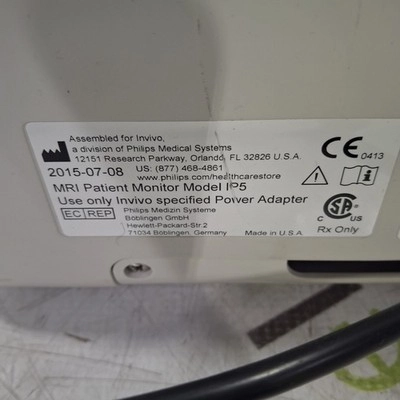 Assembled for Invivo,
a division of Philips Medical Systems
12151 Research Parkway, Orlando, FL 32826 U.S.A.
2015-07-08 US: (877) 468-4861
www.philips.com/healthcarestore
CE 0413
MRI Patient Monitor Model IP5
Use only Invivo specified Power Adapter
EC REP Philips Medizin Systeme
Böblingen GmbH
Hewlett-Packard-Str.2
71034 Böblingen, Germany
Made in U.S.A.
C SA US
Rx Only